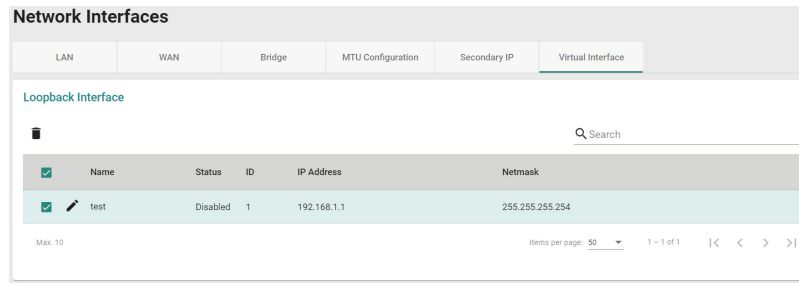 Network Interfaces
LAN WAN Bridge MTU Configuration Secondary IP Virtual Interface
Loopback Interface
Search
Name Status ID IP Address Netmask
test Disabled 1 192.168.1.1 255.255.255.254
Max. 10 Items per page: 50 1 – 1 of 1